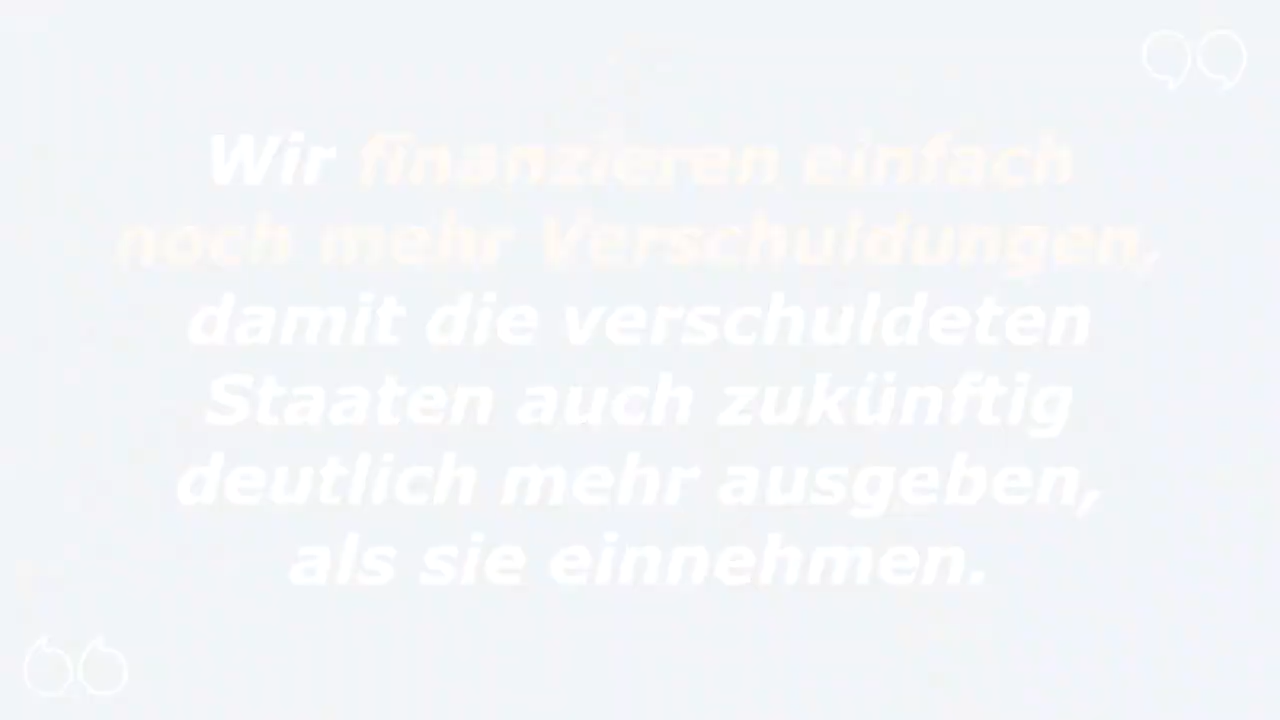 Wir finanzieren einfach
noch mehr Verschuldungen,
damit die verschuldeten
Staaten auch zukünftig
deutlich mehr ausgeben,
als sie einnehmen.